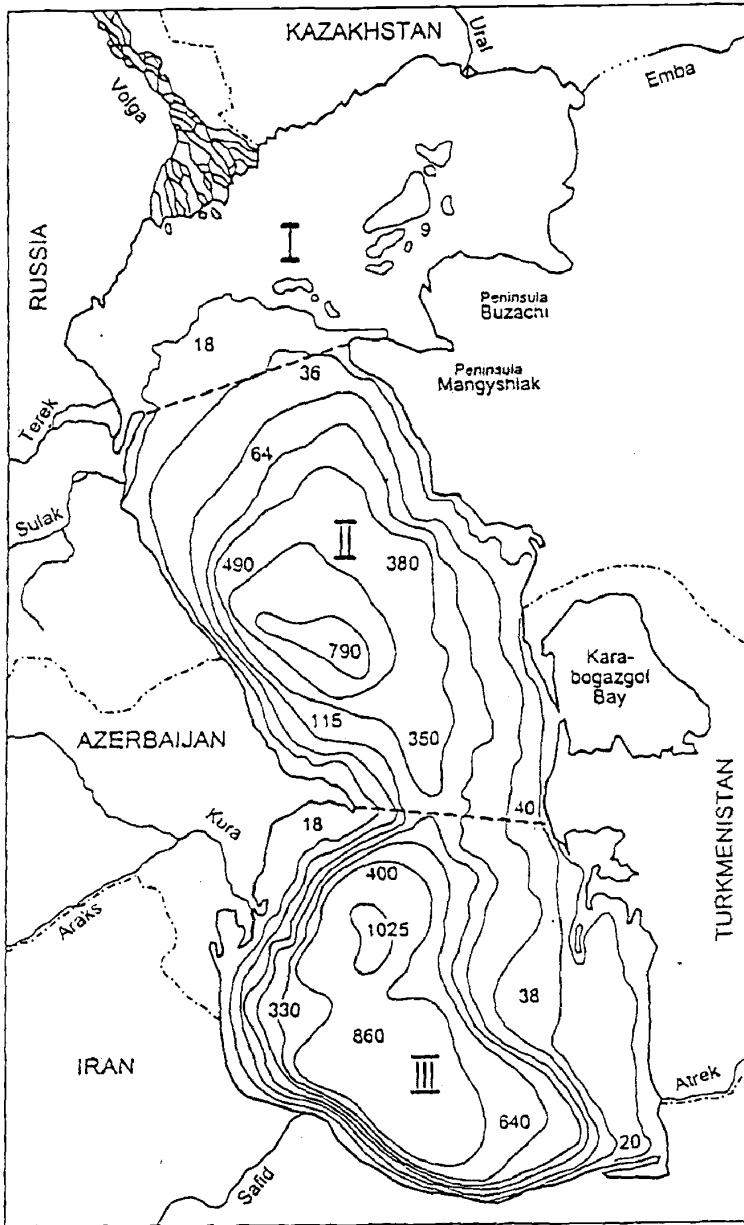 KAZAKHSTAN
Ural
Emba
Volga
RUSSIA
I
9
Peninsula
Buzachi
18
36
Peninsula
Mangyshlak
Terek
64
Sulak
II
490
380
790
Kara-
bogazgol
Bay
115
350
AZERBAIJAN
40
Kura
18
TURKMENISTAN
400
Araks
1025
38
330
860
IRAN
III
Atrek
640
20
Safid